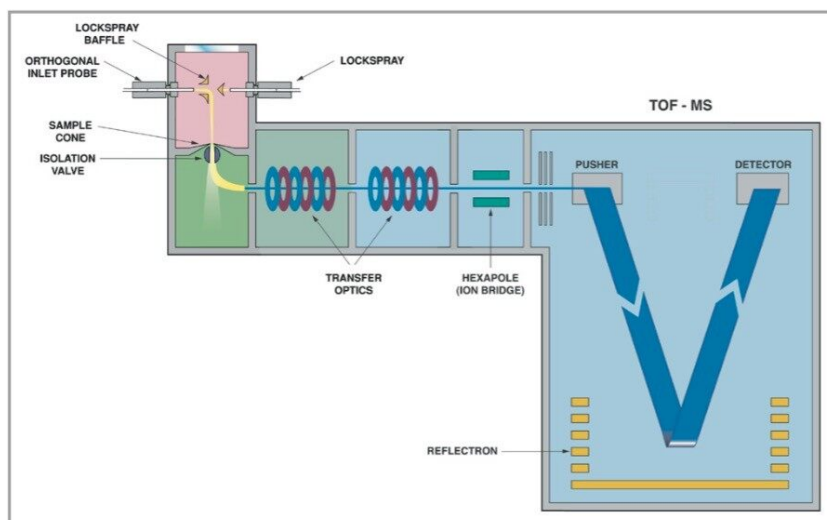 LOCKSPRAY
BAFFLE
ORTHOGONAL
INLET PROBE
LOCKSPRAY
TOF - MS
SAMPLE
CONE
ISOLATION
VALVE
PUSHER
DETECTOR
TRANSFER
OPTICS
HEXAPOLE
(ION BRIDGE)
REFLECTRON